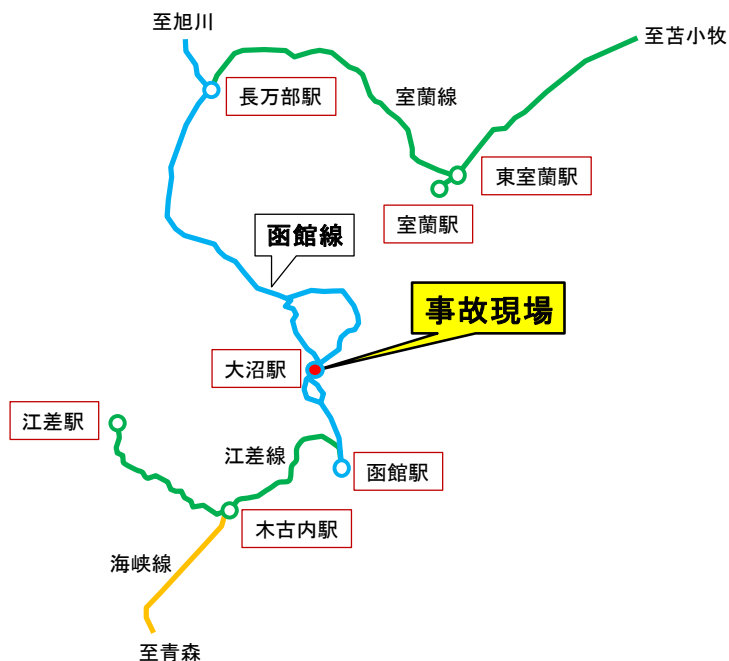 至旭川
至苫小牧
長万部駅
室蘭線
東室蘭駅
室蘭駅
函館線
事故現場
大沼駅
江差駅
江差線
函館駅
木古内駅
海峡線
至青森